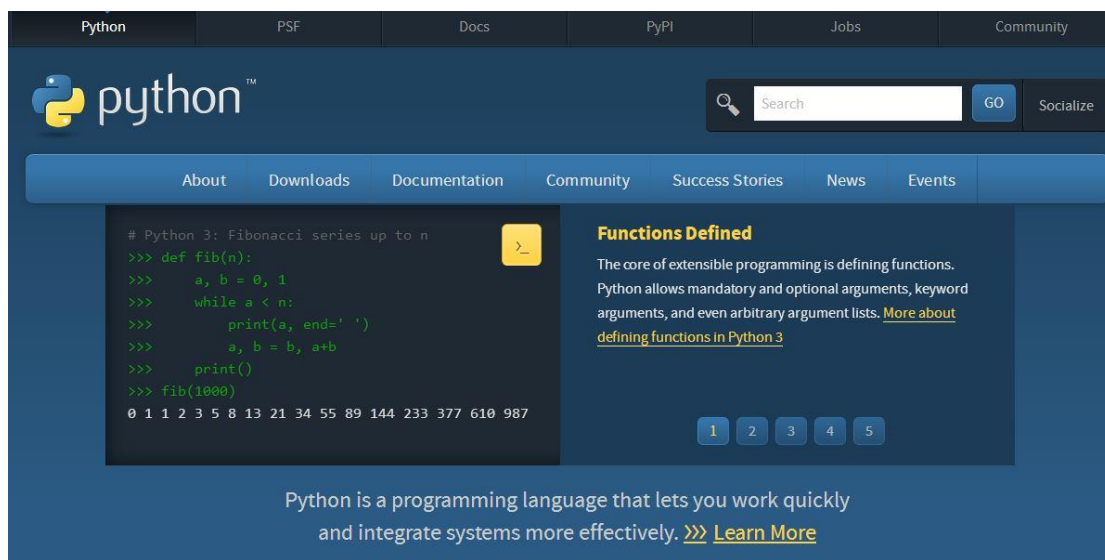 Python PSF Docs PyPI Jobs Community
python™
Search GO Socialize
About Downloads Documentation Community Success Stories News Events
# Python 3: Fibonacci series up to n
>>> def fib(n):
>>>     a, b = 0, 1
>>>     while a < n:
>>>         print(a, end=' ')
>>>         a, b = b, a+b
>>>     print()
>>> fib(1000)
0 1 1 2 3 5 8 13 21 34 55 89 144 233 377 610 987
>_
Functions Defined
The core of extensible programming is defining functions.
Python allows mandatory and optional arguments, keyword
arguments, and even arbitrary argument lists. More about
defining functions in Python 3
1 2 3 4 5
Python is a programming language that lets you work quickly
and integrate systems more effectively. >>> Learn More